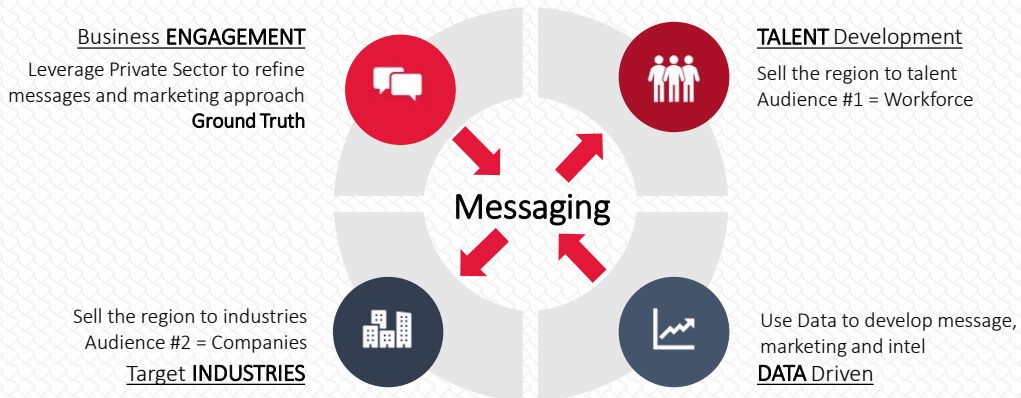 Business ENGAGEMENT
Leverage Private Sector to refine
messages and marketing approach
Ground Truth
TALENT Development
Sell the region to talent
Audience #1 = Workforce
Messaging
Sell the region to industries
Audience #2 = Companies
Target INDUSTRIES
Use Data to develop message,
marketing and intel
DATA Driven